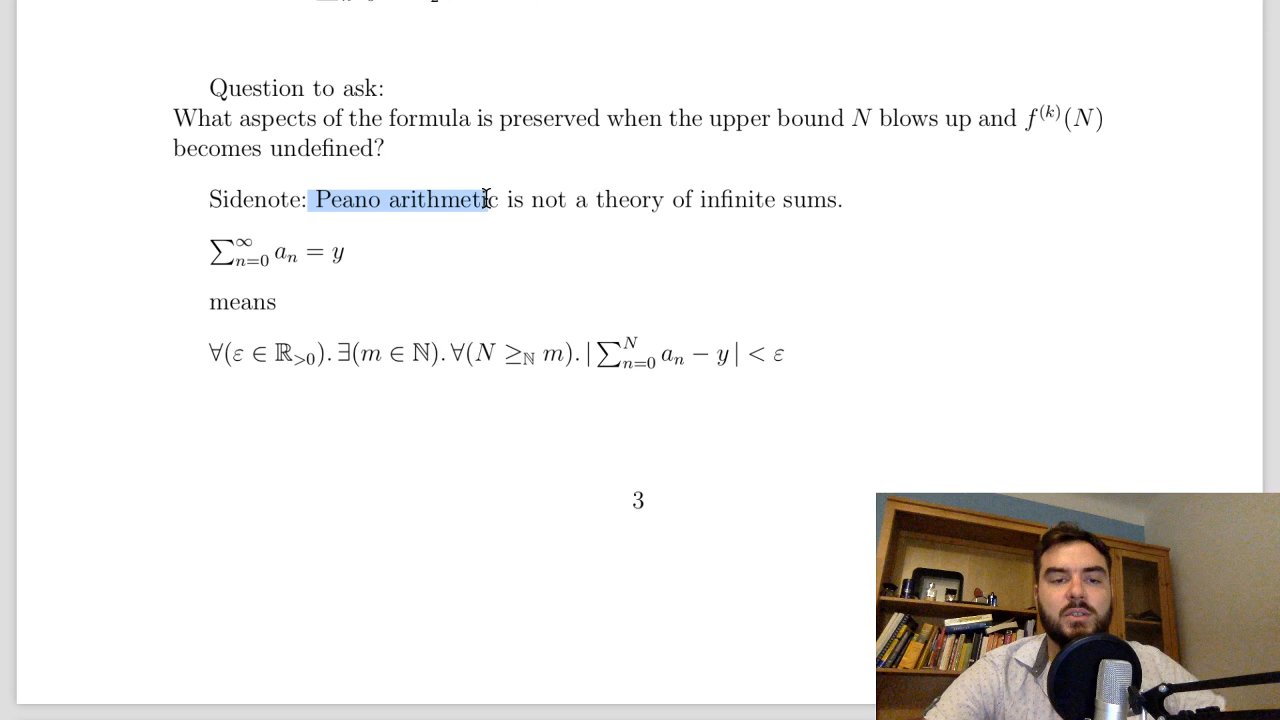 Question to ask:
What aspects of the formula is preserved when the upper bound N blows up and f^{(k)}(N)
becomes undefined?
Sidenote: Peano arithmetic is not a theory of infinite sums.
∑_{n=0}^{∞} a_n = y
means
∀(ε ∈ ℝ_{>0}). ∃(m ∈ ℕ). ∀(N ≥_ℕ m). |∑_{n=0}^{N} a_n − y| < ε
3